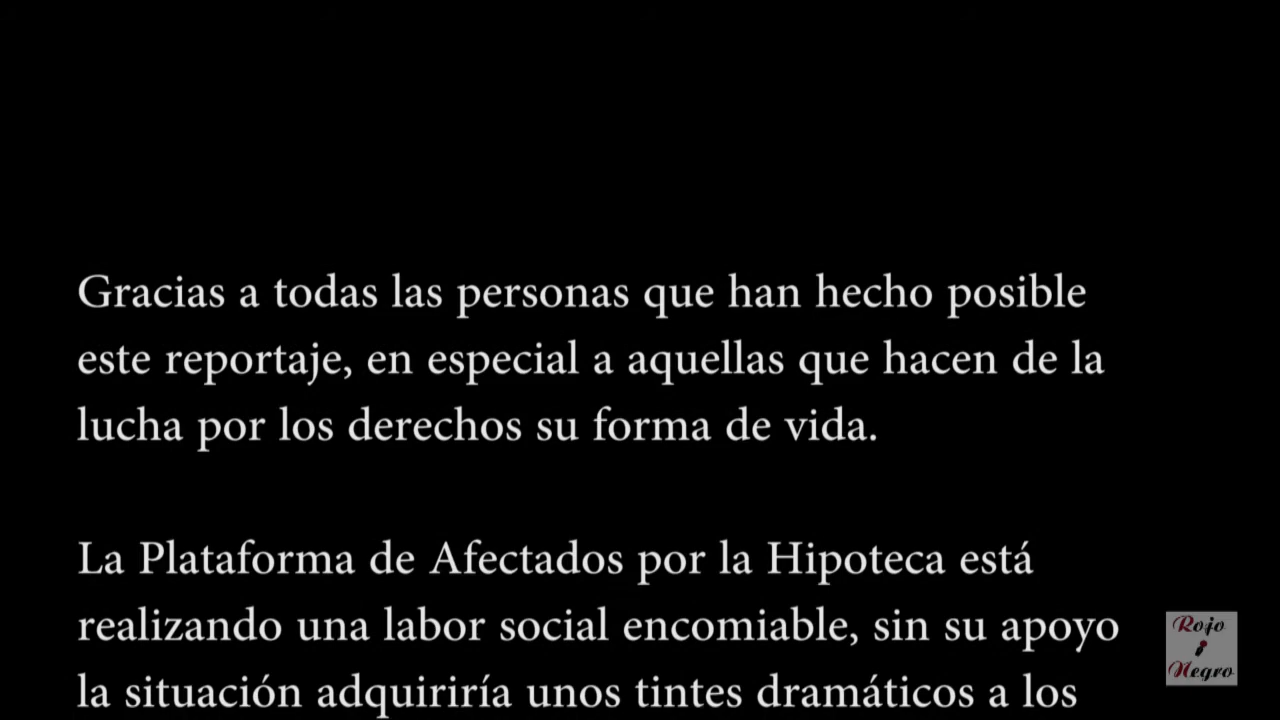 Gracias a todas las personas que han hecho posible
este reportaje, en especial a aquellas que hacen de la
lucha por los derechos su forma de vida.
La Plataforma de Afectados por la Hipoteca está
realizando una labor social encomiable, sin su apoyo
la situación adquiriría unos tintes dramáticos a los
Rojo
i
Negro